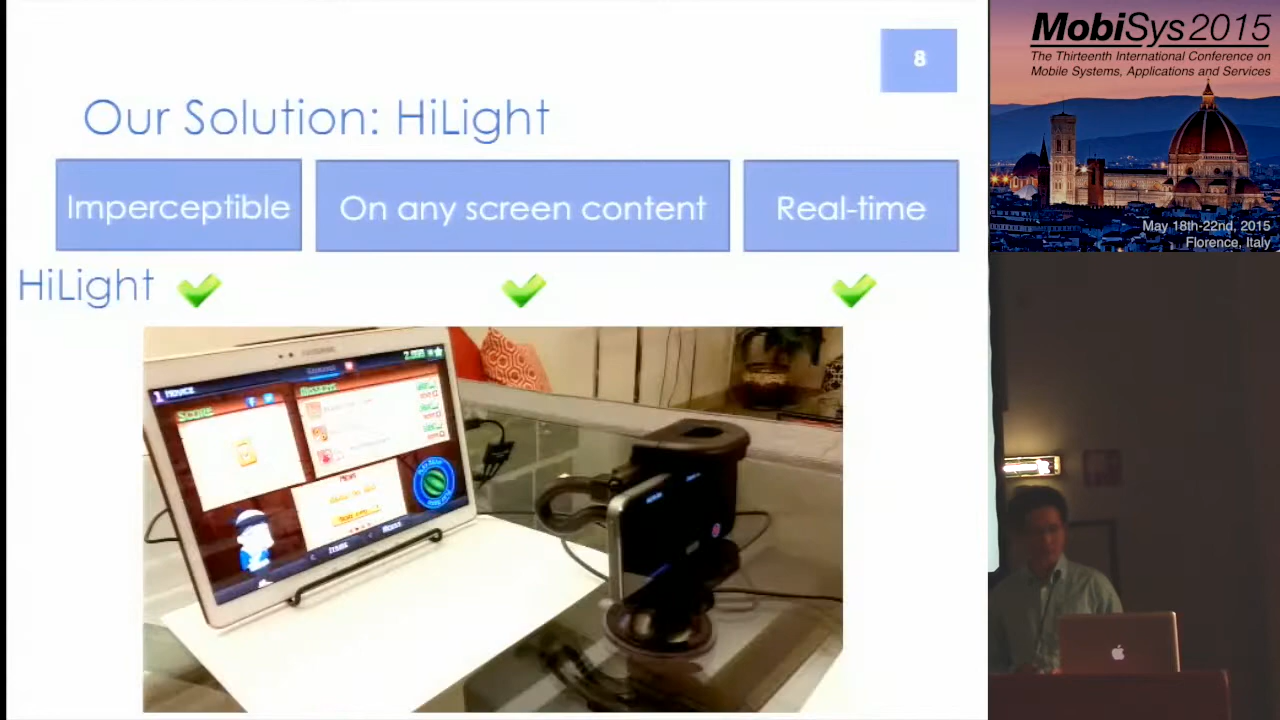 8
Our Solution: HiLight
Imperceptible
On any screen content
Real-time
HiLight
MobiSys 2015
The Thirteenth International Conference on
Mobile Systems, Applications and Services
May 18th-22nd, 2015
Florence, Italy